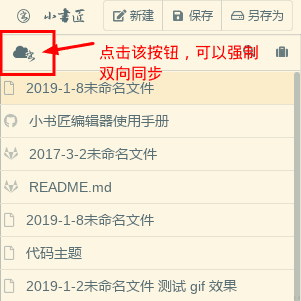 小书匠 新建 保存 另存为
点击该按钮，可以强制
双向同步
2019-1-8未命名文件
小书匠编辑器使用手册
2017-3-2未命名文件
README.md
2019-1-8未命名文件
代码主题
2019-1-2未命名文件 测试 gif 效果